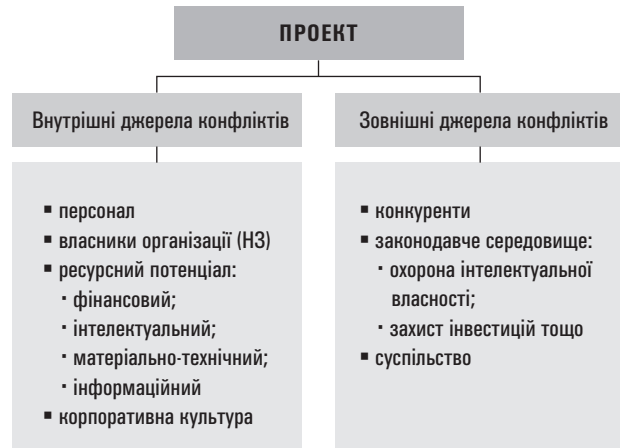 ПРОЕКТ
Внутрішні джерела конфліктів
▪ персонал
▪ власники організації (НЗ)
▪ ресурсний потенціал:
· фінансовий;
· інтелектуальний;
· матеріально-технічний;
· інформаційний
▪ корпоративна культура
Зовнішні джерела конфліктів
▪ конкуренти
▪ законодавче середовище:
· охорона інтелектуальної
власності;
· захист інвестицій тощо
▪ суспільство